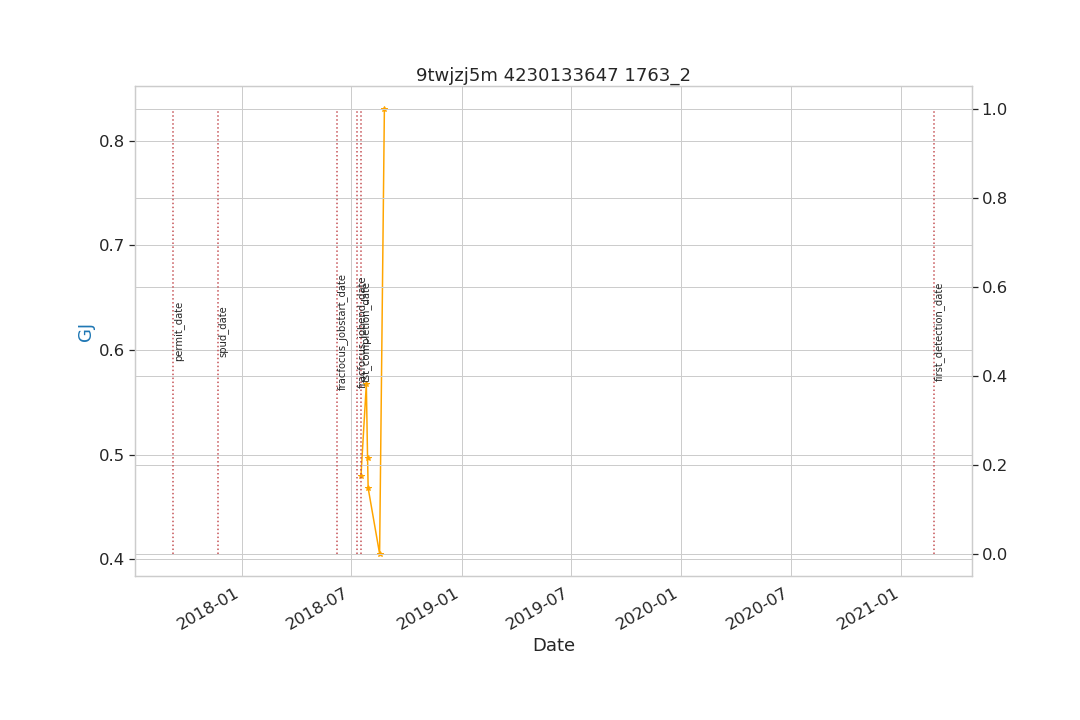 9twjzj5m 4230133647 1763_2
GJ
0.8
0.7
0.6
0.5
0.4
1.0
0.8
0.6
0.4
0.2
0.0
permit_date
spud_date
fracfocus_jobstart_date
fracfocus_jobend_date
first_detection_date
2018-01
2018-07
2019-01
2019-07
2020-01
2020-07
2021-01
Date